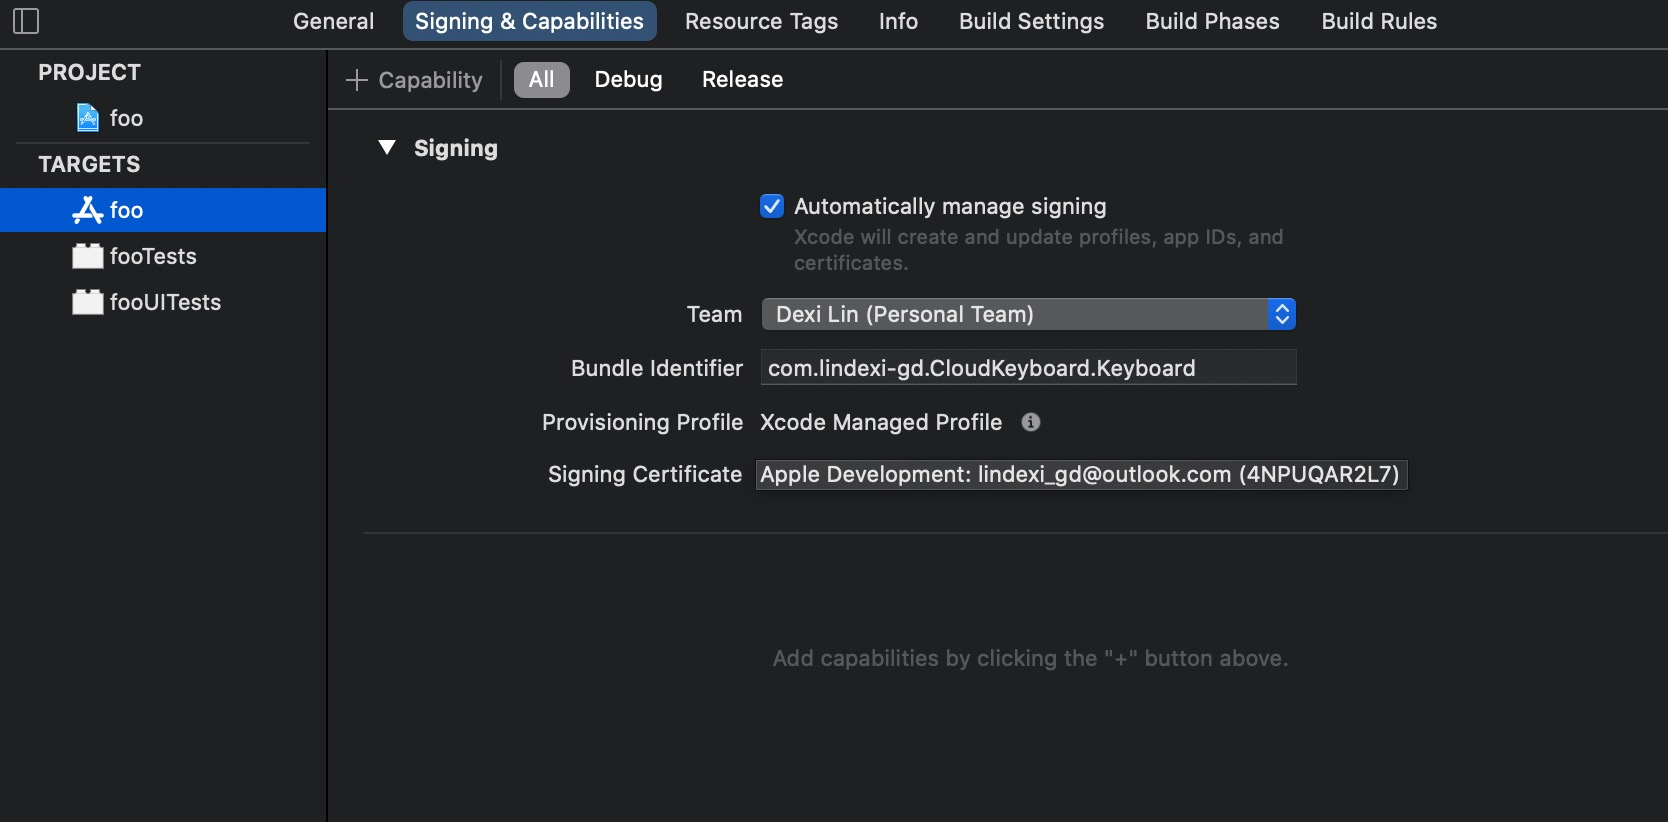 General Signing & Capabilities Resource Tags Info Build Settings Build Phases Build Rules
PROJECT
foo
TARGETS
foo
fooTests
fooUITests
+ Capability All Debug Release
Signing
Automatically manage signing
Xcode will create and update profiles, app IDs, and
certificates.
Team Dexi Lin (Personal Team)
Bundle Identifier com.lindexi-gd.CloudKeyboard.Keyboard
Provisioning Profile Xcode Managed Profile
Signing Certificate Apple Development: lindexi_gd@outlook.com (4NPUQAR2L7)
Add capabilities by clicking the "+" button above.